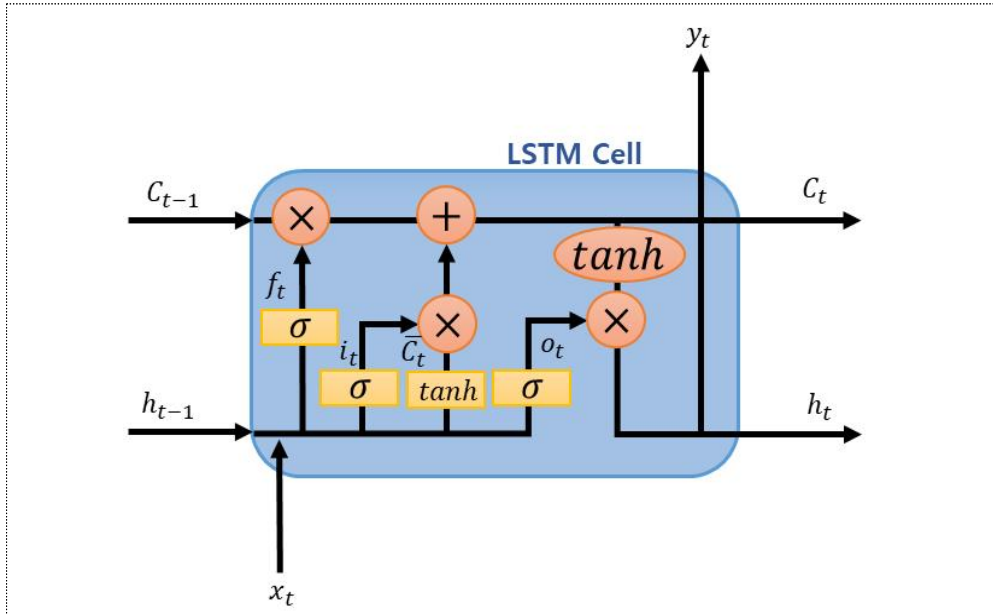 y_t
LSTM Cell
C_{t-1}
C_t
×
+
tanh
f_t
σ
×
×
i_t
C̅_t
o_t
σ
tanh
σ
h_{t-1}
h_t
x_t